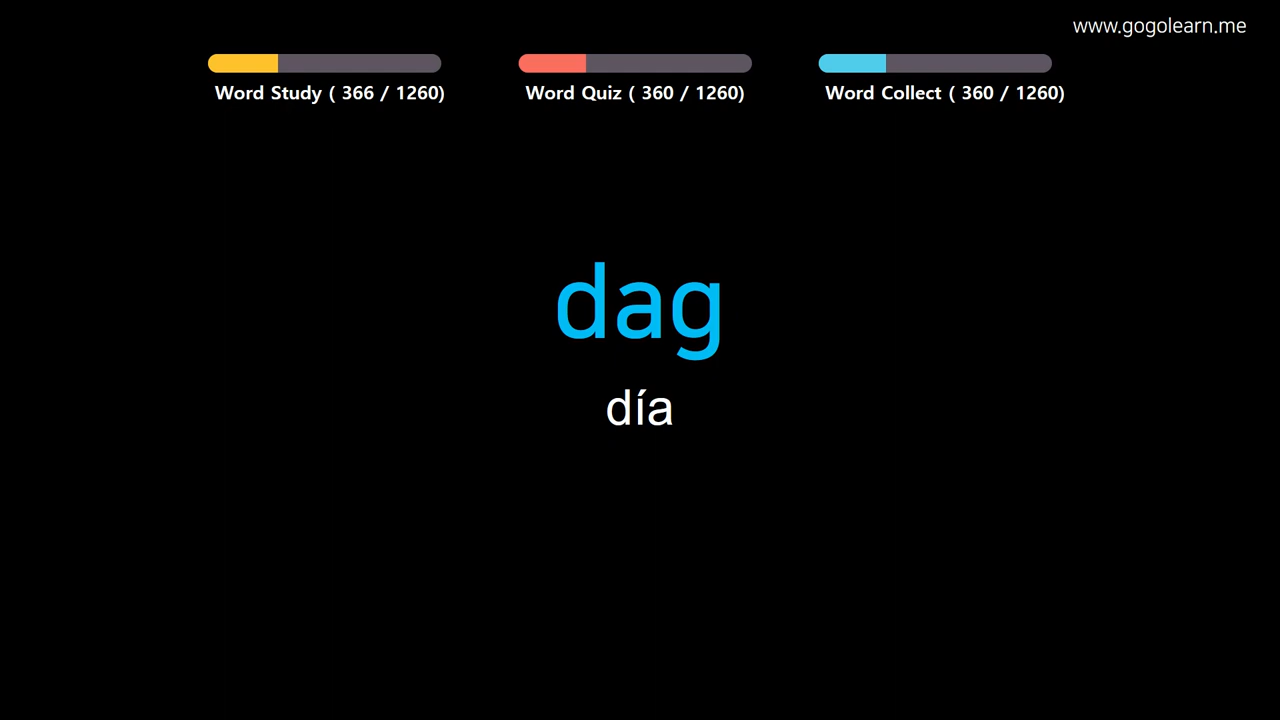 www.gogolearn.me
Word Study ( 366 / 1260)
Word Quiz ( 360 / 1260)
Word Collect ( 360 / 1260)
dag
día